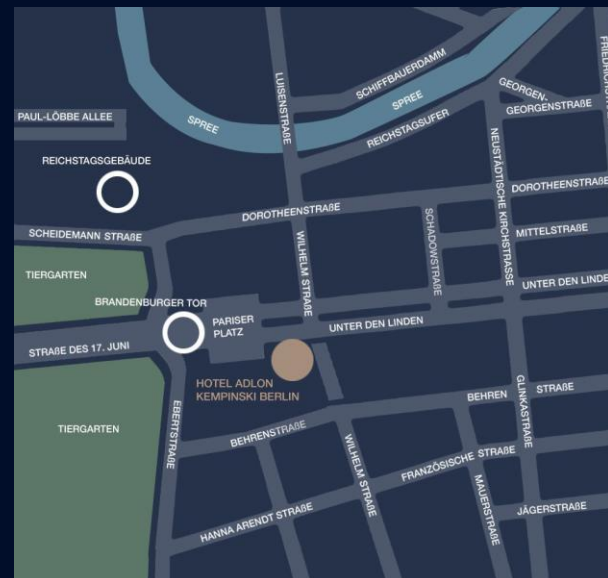 LUISENSTRAßE
SCHIFFBAUERDAMM
SPREE
SPREE
REICHSTAGSUFER
GEORGEN-
GEORGENSTRAßE
PAUL-LÖBBE ALLEE
REICHSTAGSGEBÄUDE
NEUSTÄDTISCHE KIRCHSTRASSE
DOROTHEENSTRAßE
DOROTHEENSTRAßE
SCHEIDEMANN STRAßE
WILHELM STRAßE
SCHADOWSTRAßE
MITTELSTRAßE
TIERGARTEN
BRANDENBURGER TOR
PARISER
PLATZ
UNTER DEN LINDE
UNTER DEN LINDEN
STRAßE DES 17. JUNI
HOTEL ADLON
KEMPINSKI BERLIN
EBERTSTRAßE
GLINKASTRAßE
BEHREN
STRAßE
TIERGARTEN
BEHRENSTRAßE
WILHELM STRAßE
FRANZÖSISCHE STRAßE
MAUERSTRAßE
HANNA ARENDT STRAßE
JÄGERSTRAßE